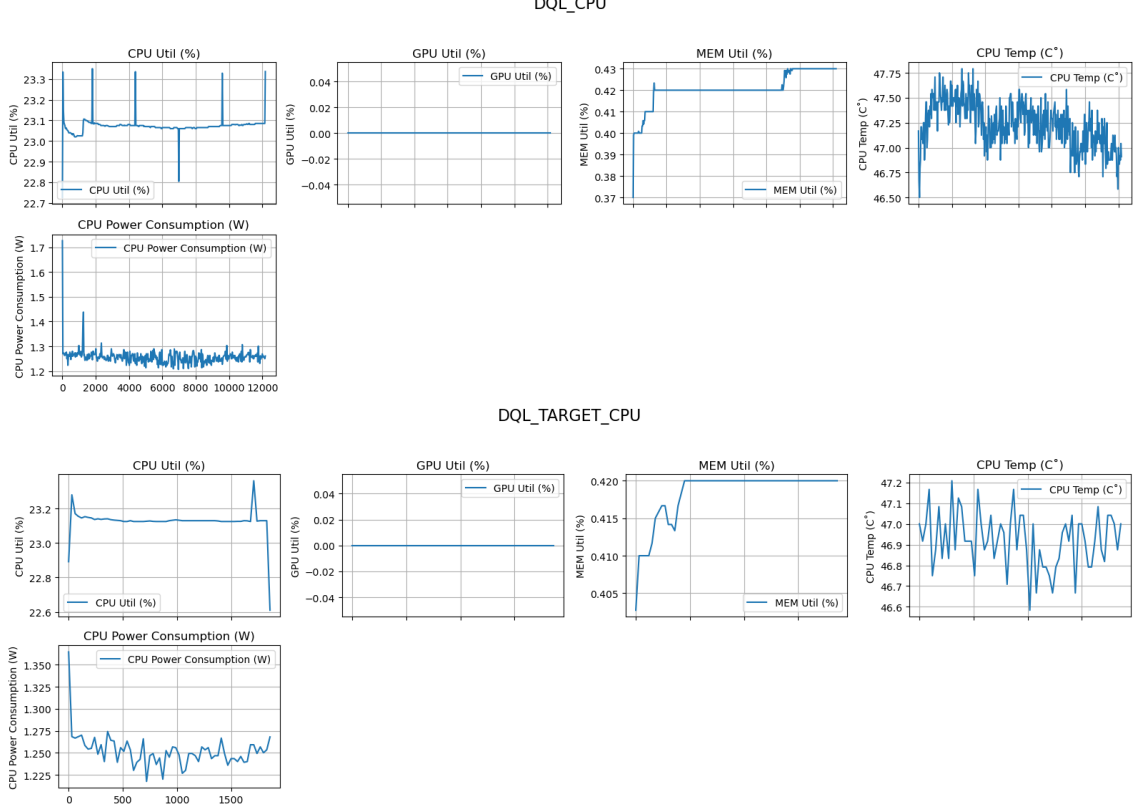 DQL_CPU
CPU Util (%)
GPU Util (%)
MEM Util (%)
CPU Temp (C˚)
CPU Util (%)
23.3
23.2
23.1
23.0
22.9
22.8
22.7
CPU Util (%)
GPU Util (%)
0.04
0.02
0.00
−0.02
−0.04
GPU Util (%)
MEM Util (%)
0.43
0.42
0.41
0.40
0.39
0.38
0.37
MEM Util (%)
CPU Temp (C˚)
47.75
47.50
47.25
47.00
46.75
46.50
CPU Temp (C˚)
CPU Power Consumption (W)
CPU Power Consumption (W)
1.7
1.6
1.5
1.4
1.3
1.2
CPU Power Consumption (W)
0 2000 4000 6000 8000 10000 12000
DQL_TARGET_CPU
CPU Util (%)
GPU Util (%)
MEM Util (%)
CPU Temp (C˚)
CPU Util (%)
23.2
23.0
22.8
22.6
CPU Util (%)
GPU Util (%)
0.04
0.02
0.00
−0.02
−0.04
GPU Util (%)
MEM Util (%)
0.420
0.415
0.410
0.405
MEM Util (%)
CPU Temp (C˚)
47.2
47.1
47.0
46.9
46.8
46.7
46.6
CPU Temp (C˚)
CPU Power Consumption (W)
CPU Power Consumption (W)
1.350
1.325
1.300
1.275
1.250
1.225
CPU Power Consumption (W)
0 500 1000 1500